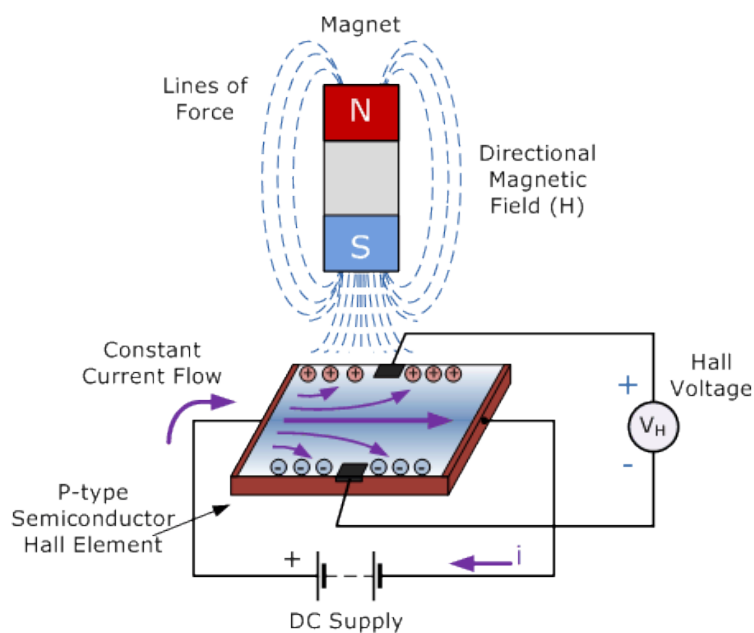 Magnet
Lines of
Force
N
Directional
Magnetic
Field (H)
S
Constant
Current Flow
Hall
Voltage
+
+ + + + + +
VH
-
- - - - - -
P-type
Semiconductor
Hall Element
+
i
DC Supply